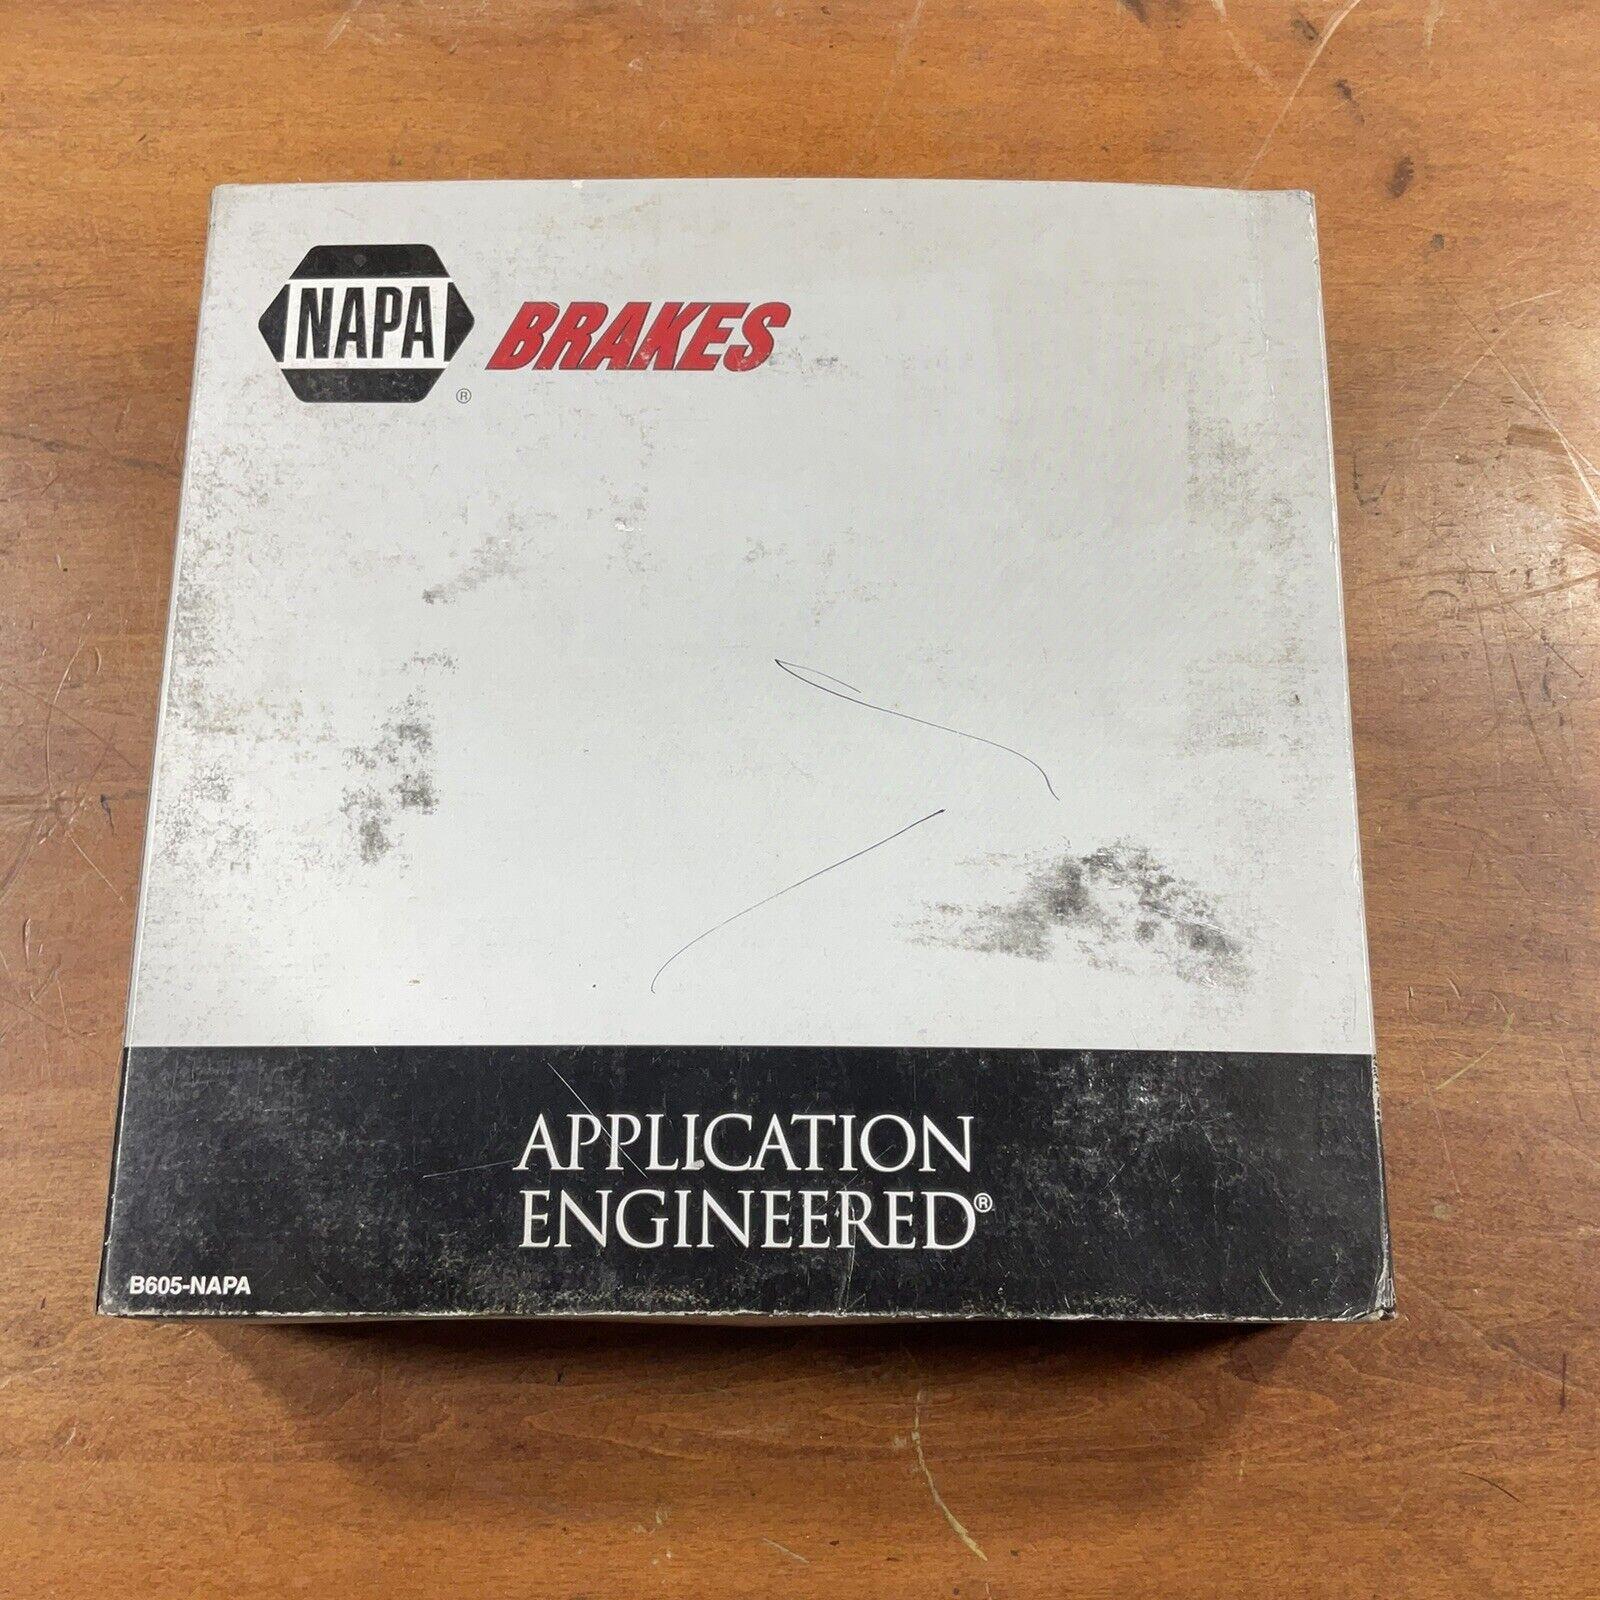 NAPA BRAKES
®
APPLICATION
ENGINEERED®
B605-NAPA